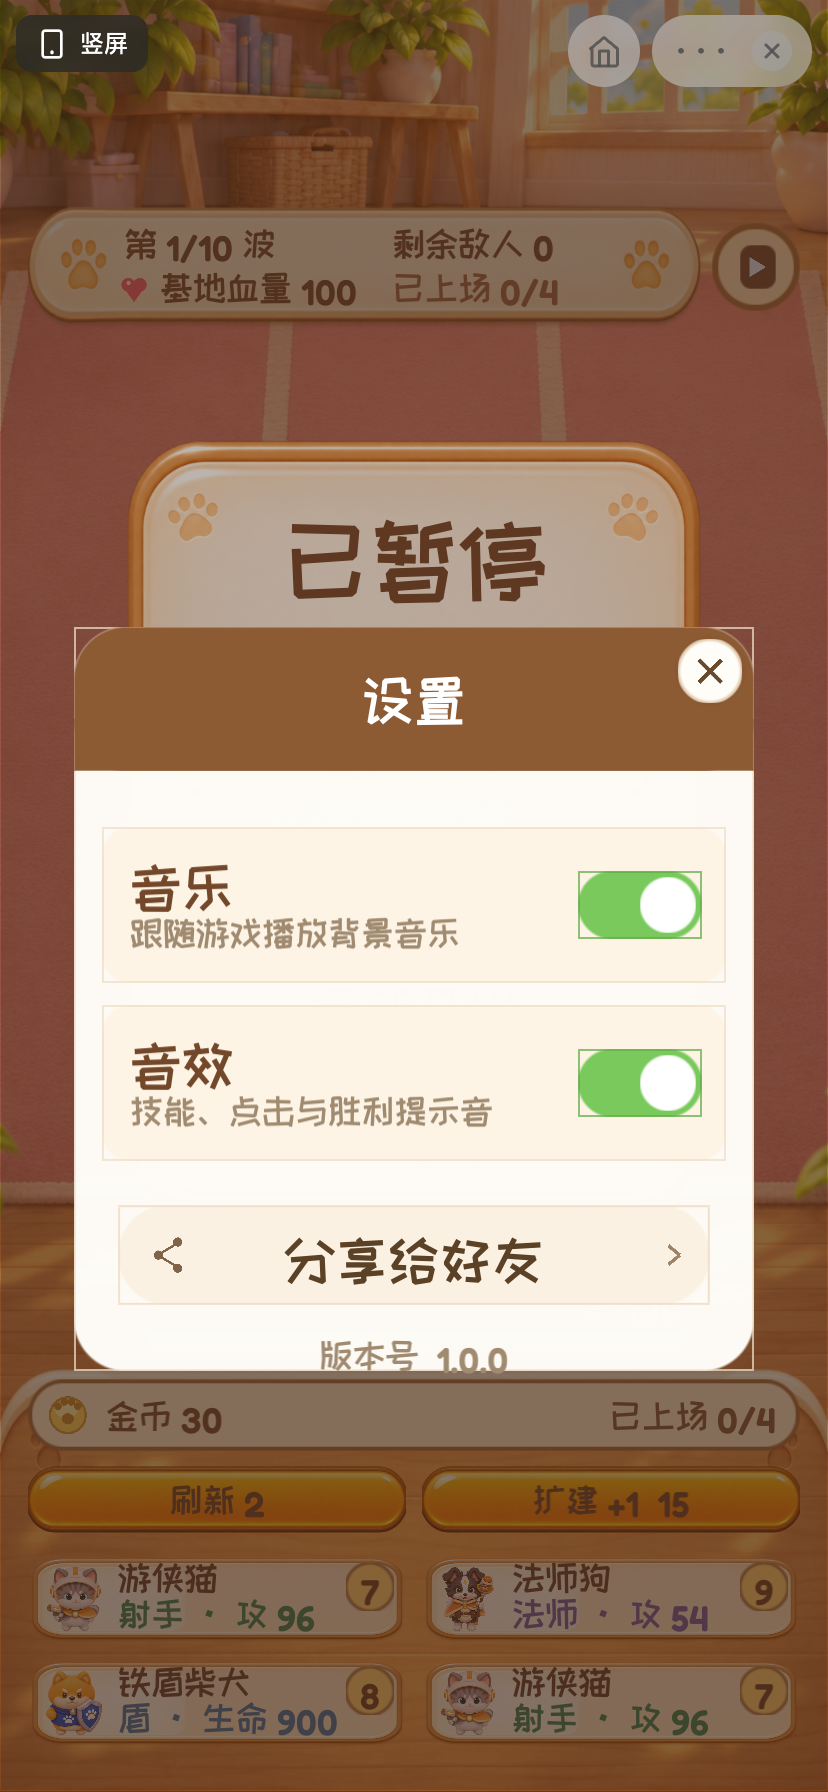 竖屏
第 1/10 波
剩余敌人 0
基地血量 100
已上场 0/4
已暂停
设置
音乐
跟随游戏播放背景音乐
音效
技能、点击与胜利提示音
分享给好友
版本号 1.0.0
金币 30
已上场 0/4
刷新 2
扩建 +1 15
游侠猫
射手 · 攻 96
7
法师狗
法师 · 攻 54
9
铁盾柴犬
盾 · 生命 900
8
游侠猫
射手 · 攻 96
7